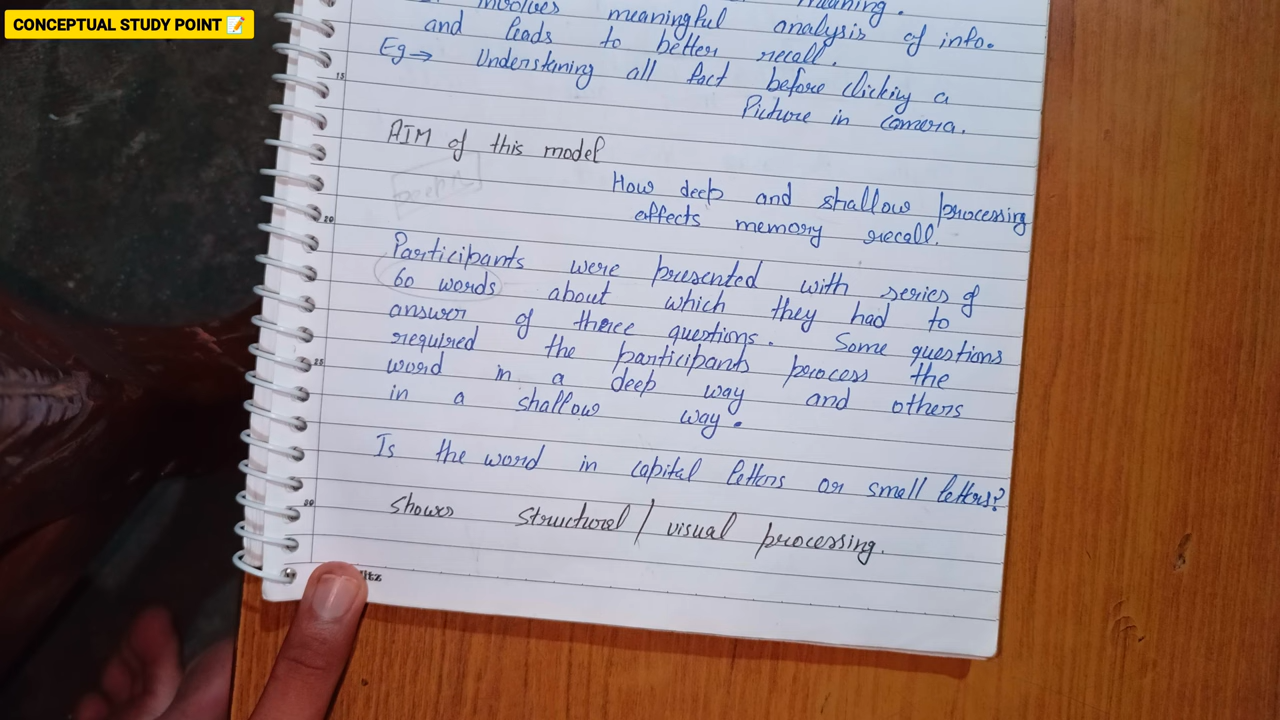 CONCEPTUAL STUDY POINT 📝
involves meaningful analysis of info.
and leads to better recall.
Eg → Understaning all fact before clicking a
Picture in camera.
AIM of this model
How deep and shallow processing
affects memory recall.
Participants were presented with series of
60 words about which they had to
answer of three questions. Some questions
required the participants process the
word in a deep way and others
in a shallow way.
Is the word in capital letters or small letters?
shows structural / visual processing.
15
20
25
30